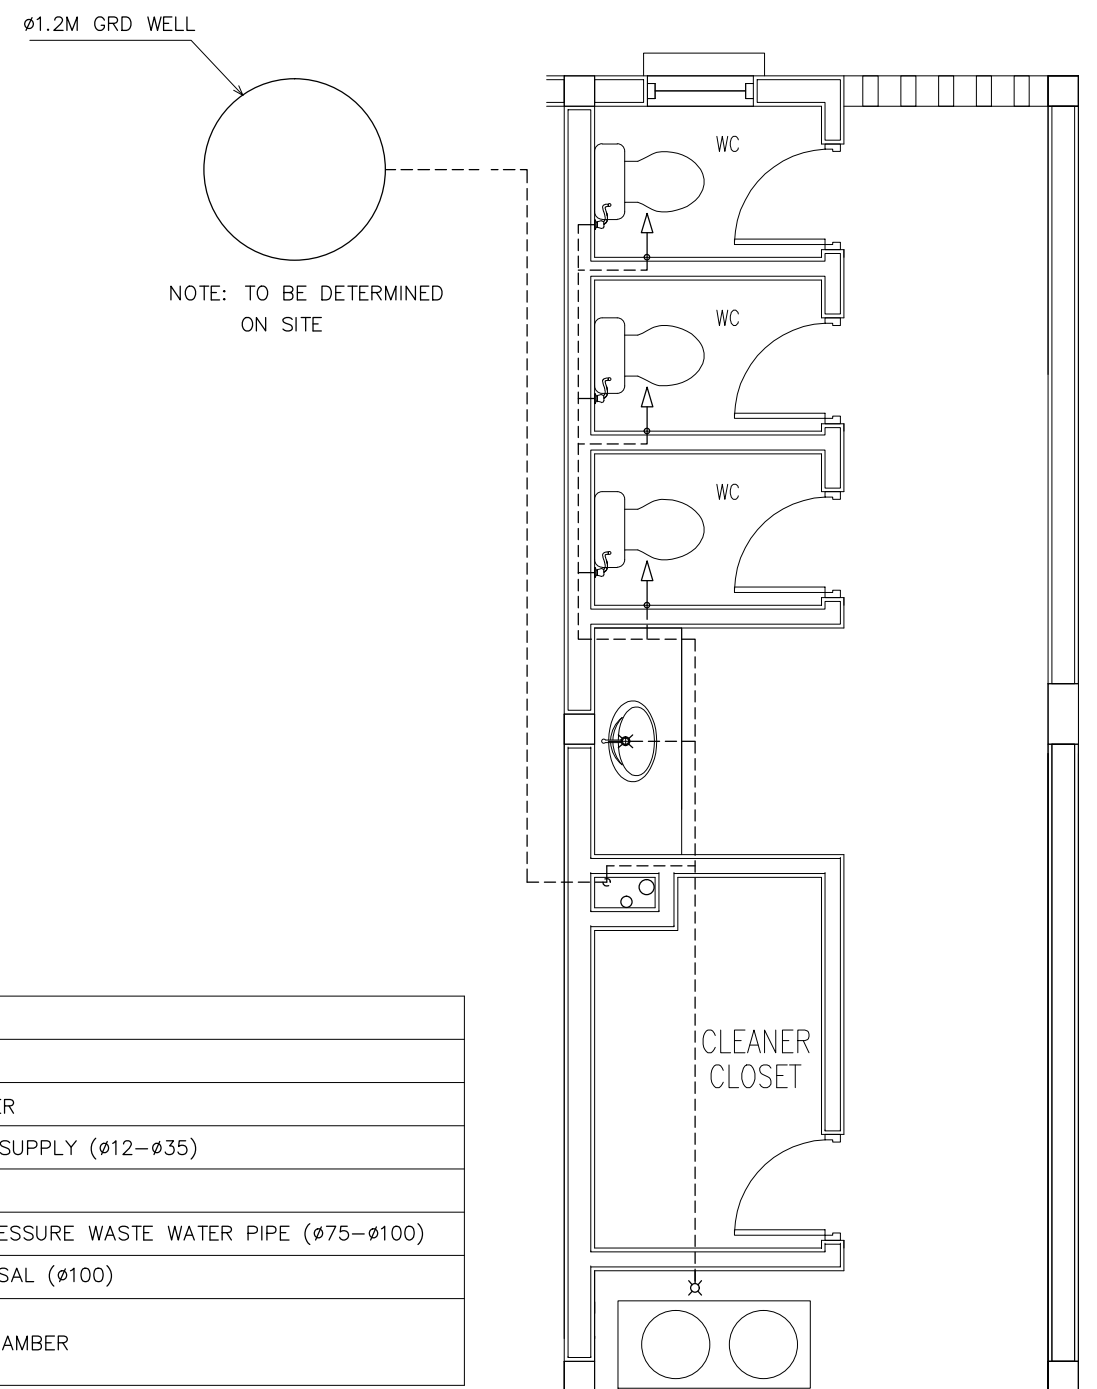 ø1.2M GRD WELL
NOTE: TO BE DETERMINED
ON SITE
WC
WC
WC
CLEANER
CLOSET
ER
SUPPLY (ø12–ø35)
ESSURE WASTE WATER PIPE (ø75–ø100)
SAL (ø100)
AMBER